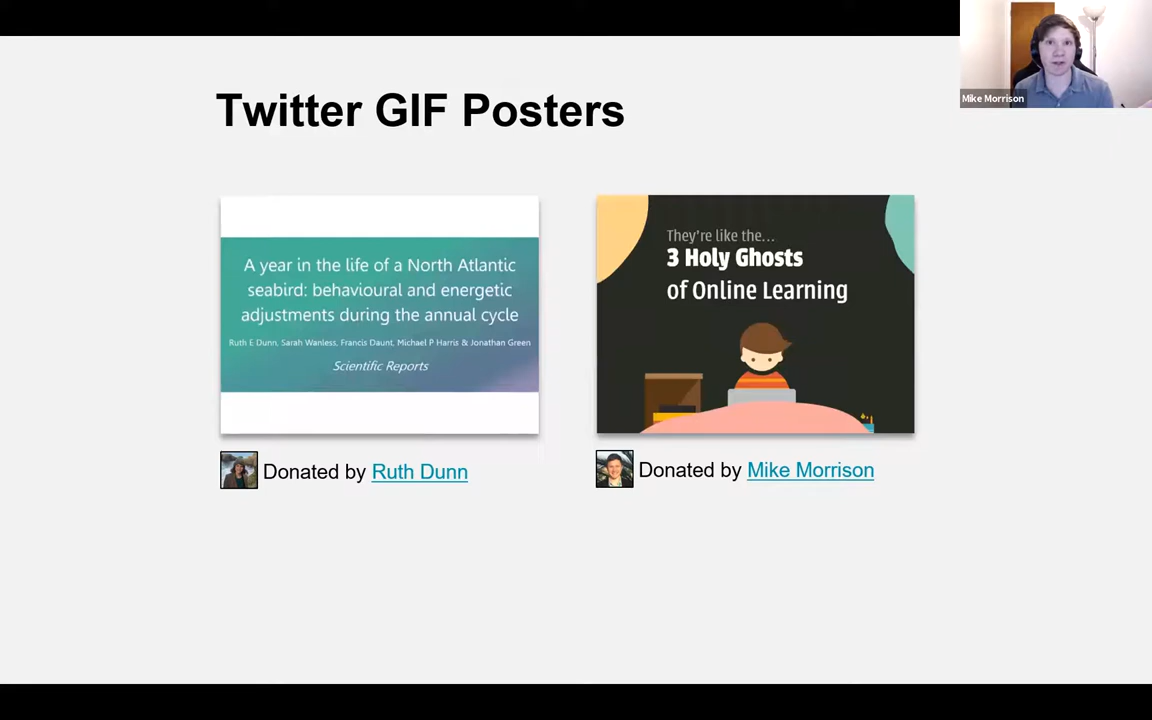 Mike Morrison
Twitter GIF Posters
A year in the life of a North Atlantic
seabird: behavioural and energetic
adjustments during the annual cycle
Ruth E Dunn, Sarah Wanless, Francis Daunt, Michael P Harris & Jonathan Green
Scientific Reports
Donated by Ruth Dunn
They're like the...
3 Holy Ghosts
of Online Learning
Donated by Mike Morrison